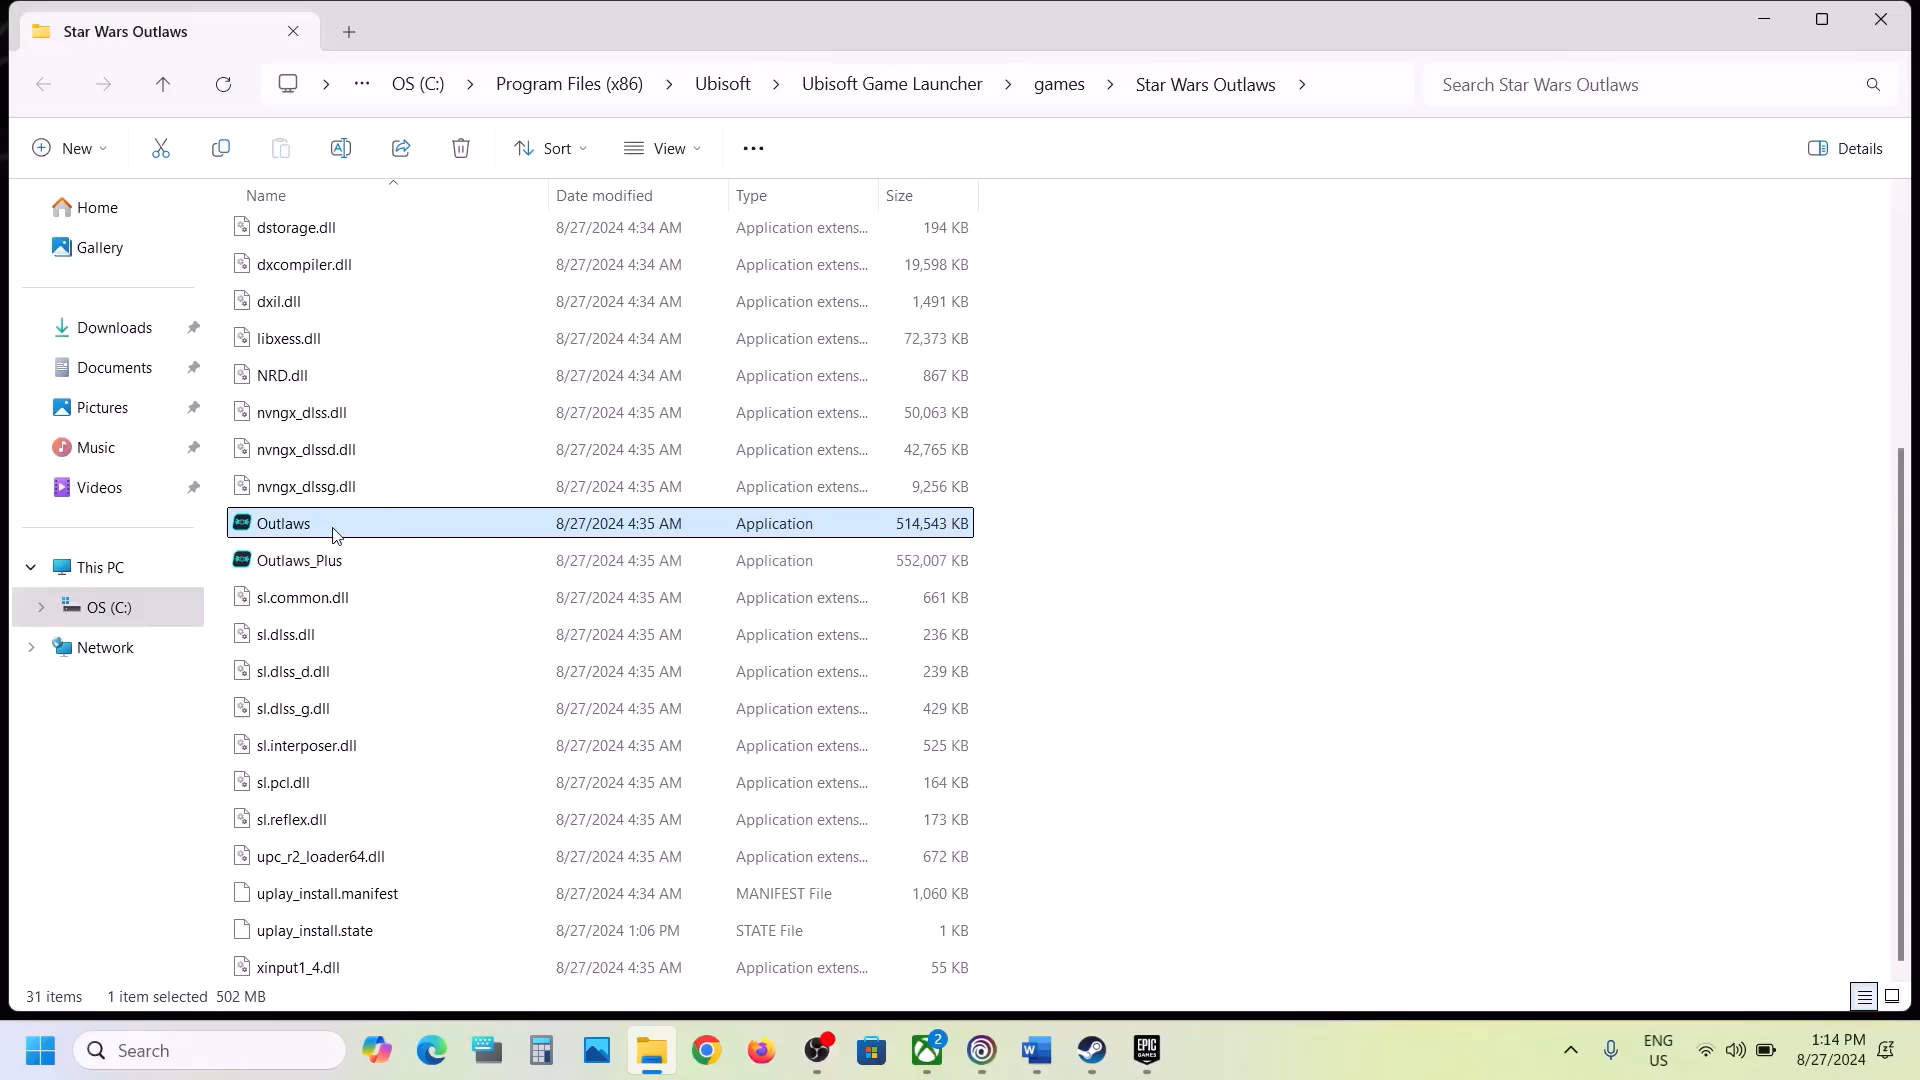 Star Wars Outlaws
OS (C:) Program Files (x86) Ubisoft Ubisoft Game Launcher games Star Wars Outlaws Search Star Wars Outlaws
New Sort View Details
Home
Gallery
Downloads
Documents
Pictures
Music
Videos
This PC
OS (C:)
Network
Name Date modified Type Size
dstorage.dll 8/27/2024 4:34 AM Application extens... 194 KB
dxcompiler.dll 8/27/2024 4:34 AM Application extens... 19,598 KB
dxil.dll 8/27/2024 4:34 AM Application extens... 1,491 KB
libxess.dll 8/27/2024 4:34 AM Application extens... 72,373 KB
NRD.dll 8/27/2024 4:34 AM Application extens... 867 KB
nvngx_dlss.dll 8/27/2024 4:35 AM Application extens... 50,063 KB
nvngx_dlssd.dll 8/27/2024 4:35 AM Application extens... 42,765 KB
nvngx_dlssg.dll 8/27/2024 4:35 AM Application extens... 9,256 KB
Outlaws 8/27/2024 4:35 AM Application 514,543 KB
Outlaws_Plus 8/27/2024 4:35 AM Application 552,007 KB
sl.common.dll 8/27/2024 4:35 AM Application extens... 661 KB
sl.dlss.dll 8/27/2024 4:35 AM Application extens... 236 KB
sl.dlss_d.dll 8/27/2024 4:35 AM Application extens... 239 KB
sl.dlss_g.dll 8/27/2024 4:35 AM Application extens... 429 KB
sl.interposer.dll 8/27/2024 4:35 AM Application extens... 525 KB
sl.pcl.dll 8/27/2024 4:35 AM Application extens... 164 KB
sl.reflex.dll 8/27/2024 4:35 AM Application extens... 173 KB
upc_r2_loader64.dll 8/27/2024 4:35 AM Application extens... 672 KB
uplay_install.manifest 8/27/2024 4:34 AM MANIFEST File 1,060 KB
uplay_install.state 8/27/2024 1:06 PM STATE File 1 KB
xinput1_4.dll 8/27/2024 4:35 AM Application extens... 55 KB
31 items 1 item selected 502 MB
Search 2 EPIC GAMES ENG 1:14 PM
US 8/27/2024